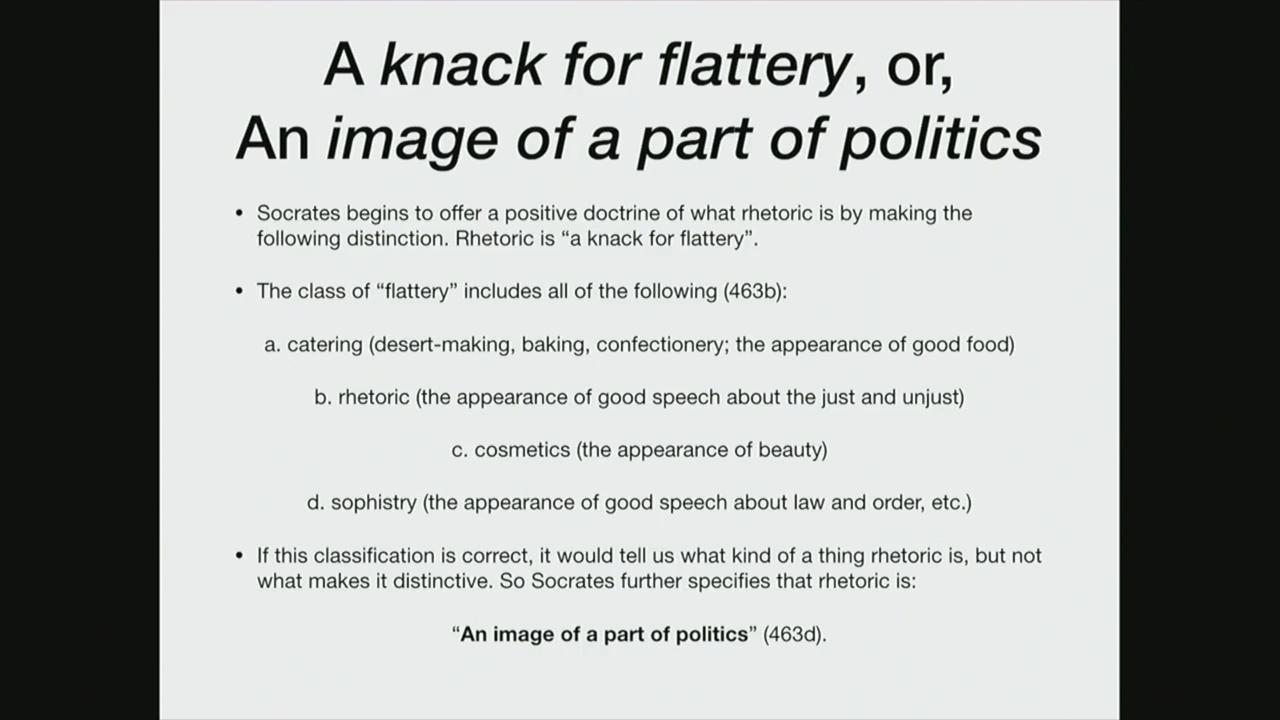 A knack for flattery, or,
An image of a part of politics
• Socrates begins to offer a positive doctrine of what rhetoric is by making the
following distinction. Rhetoric is “a knack for flattery”.
• The class of “flattery” includes all of the following (463b):
a. catering (desert-making, baking, confectionery; the appearance of good food)
b. rhetoric (the appearance of good speech about the just and unjust)
c. cosmetics (the appearance of beauty)
d. sophistry (the appearance of good speech about law and order, etc.)
• If this classification is correct, it would tell us what kind of a thing rhetoric is, but not
what makes it distinctive. So Socrates further specifies that rhetoric is:
“An image of a part of politics” (463d).